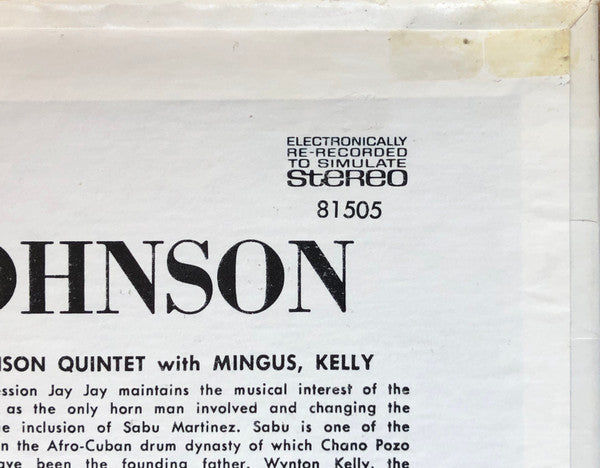 ELECTRONICALLY
RE-RECORDED
TO SIMULATE
STEREO
81505
OHNSON
NSON QUINTET with MINGUS, KELLY
ession Jay Jay maintains the musical interest of the
as the only horn man involved and changing the
e inclusion of Sabu Martinez. Sabu is one of the
n the Afro-Cuban drum dynasty of which Chano Pozo
ave been the founding father. Wynton Kelly, the